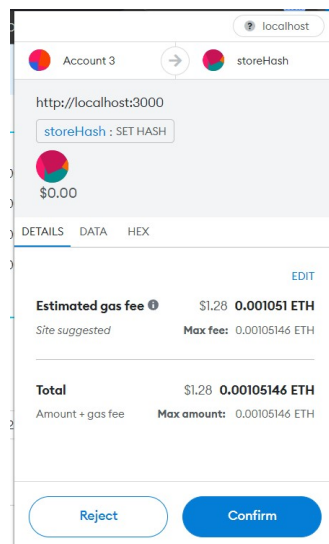 localhost
Account 3
storeHash
http://localhost:3000
storeHash : SET HASH
$0.00
DETAILS DATA HEX
EDIT
Estimated gas fee $1.28 0.001051 ETH
Site suggested Max fee: 0.00105146 ETH
Total $1.28 0.00105146 ETH
Amount + gas fee Max amount: 0.00105146 ETH
Reject Confirm